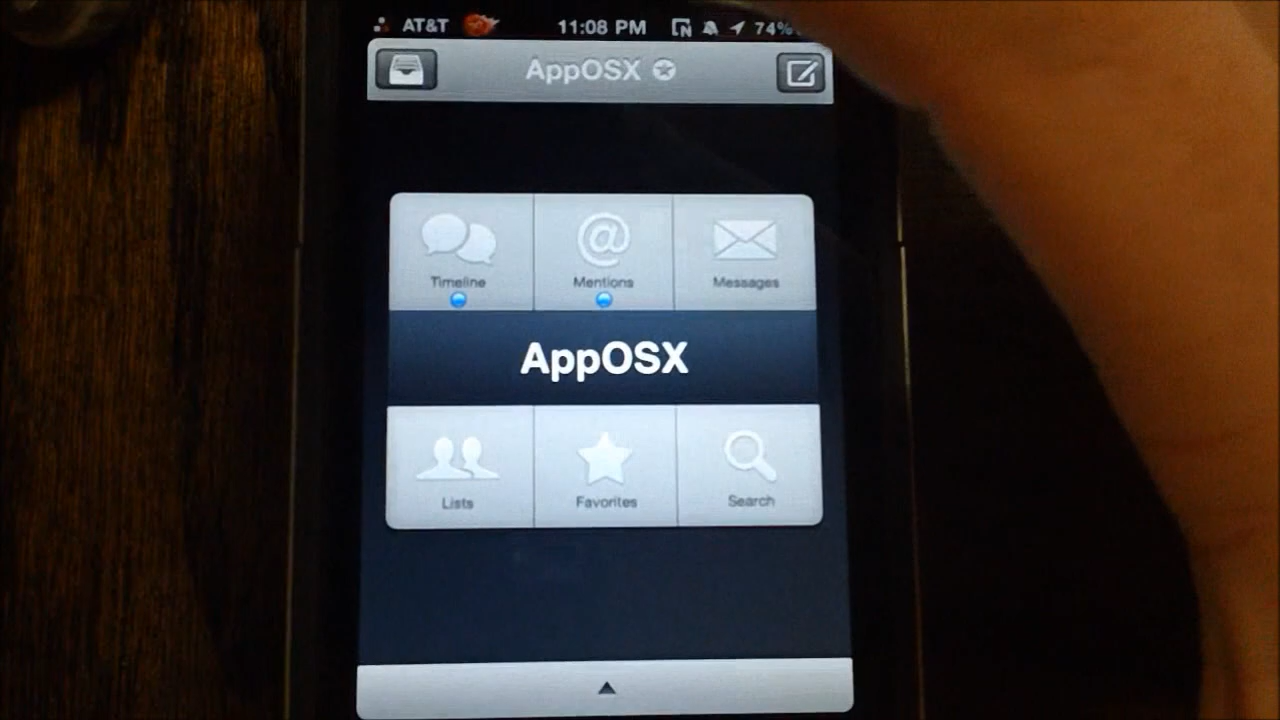 AT&T 11:08 PM 74%
AppOSX
Timeline Mentions Messages
AppOSX
Lists Favorites Search